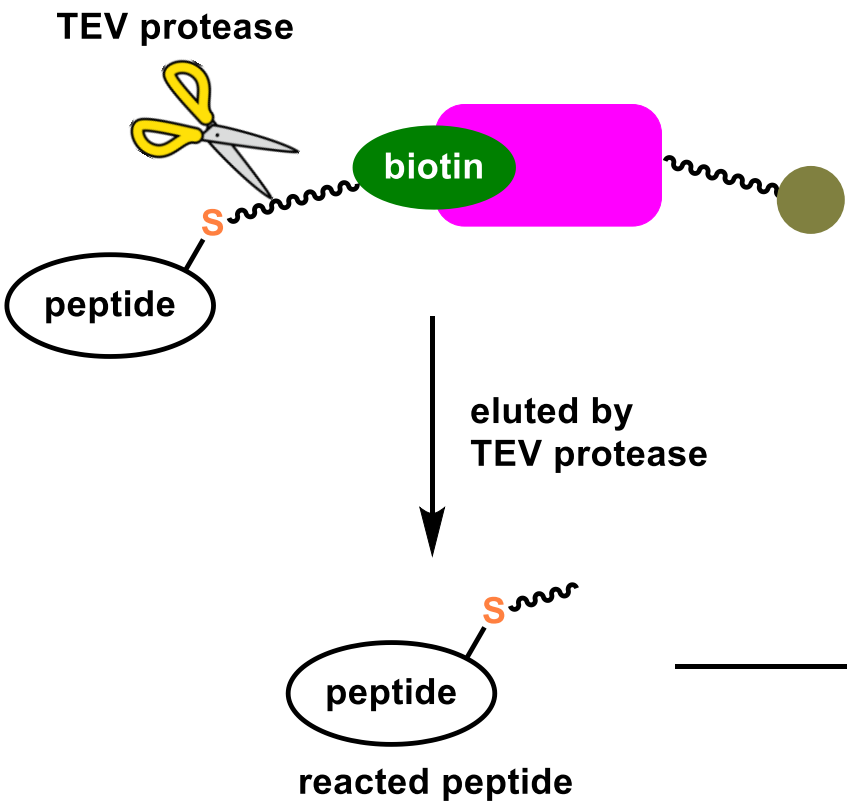 TEV protease
biotin
S
peptide
eluted by
TEV protease
S
peptide
reacted peptide